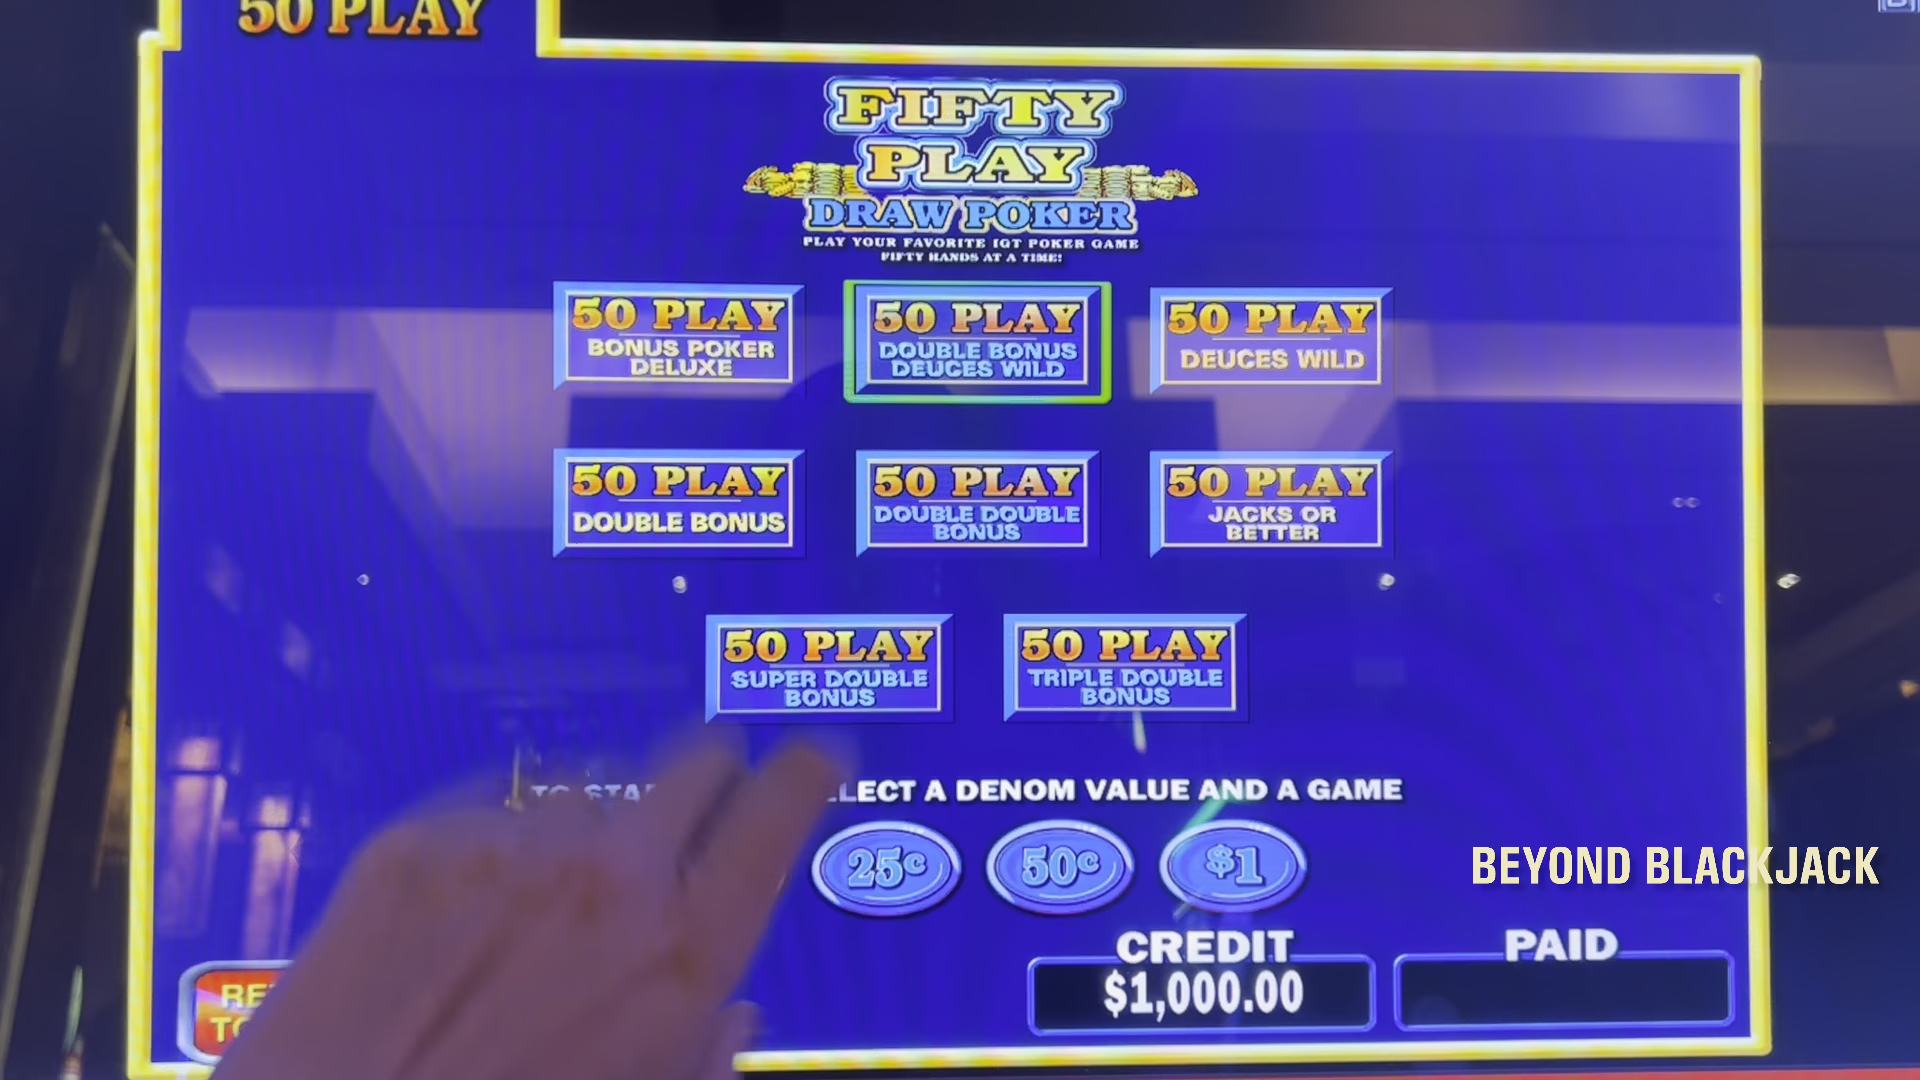 50 PLAY
FIFTY
PLAY
DRAW POKER
PLAY YOUR FAVORITE IGT POKER GAME
FIFTY HANDS AT A TIME!
50 PLAY
BONUS POKER
DELUXE
50 PLAY
DOUBLE BONUS
DEUCES WILD
50 PLAY
DEUCES WILD
50 PLAY
DOUBLE BONUS
50 PLAY
DOUBLE DOUBLE
BONUS
50 PLAY
JACKS OR
BETTER
50 PLAY
SUPER DOUBLE
BONUS
50 PLAY
TRIPLE DOUBLE
BONUS
TO A DENOM VALUE AND A GAME
25¢
50¢
$1
BEYOND BLACKJACK
CREDIT
$1,000.00
PAID